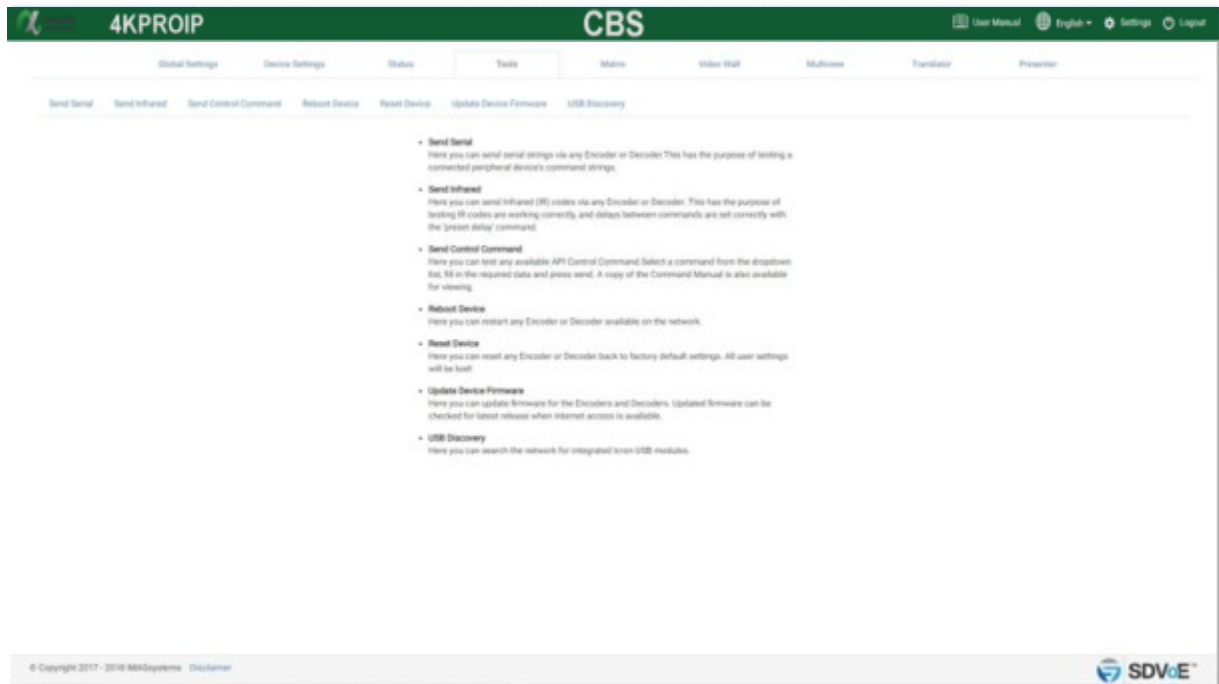 4KPROIP
CBS
User Manual English Settings Logout
Global Settings Device Settings Status Tools Matrix Video Wall Multiview Translator Presenter
Send Serial Send Infrared Send Control Command Reboot Device Reset Device Update Device Firmware USB Discovery
• Send Serial
Here you can send serial strings via any Encoder or Decoder.This has the purpose of testing a
connected peripheral device's command strings.
• Send Infrared
Here you can send Infrared (IR) codes via any Encoder or Decoder. This has the purpose of
testing IR codes are working correctly, and delays between commands are set correctly with
the 'preset delay' command.
• Send Control Command
Here you can test any available API Control Command.Select a command from the dropdown
list, fill in the required data and press send. A copy of the Command Manual is also available
for viewing.
• Reboot Device
Here you can restart any Encoder or Decoder available on the network.
• Reset Device
Here you can reset any Encoder or Decoder back to factory default settings. All user settings
will be lost!
• Update Device Firmware
Here you can update firmware for the Encoders and Decoders. Updated firmware can be
checked for latest release when internet access is available.
• USB Discovery
Here you can search the network for integrated Icron USB modules.
© Copyright 2017 - 2018 iMAGsystems Disclaimer
SDVoE™